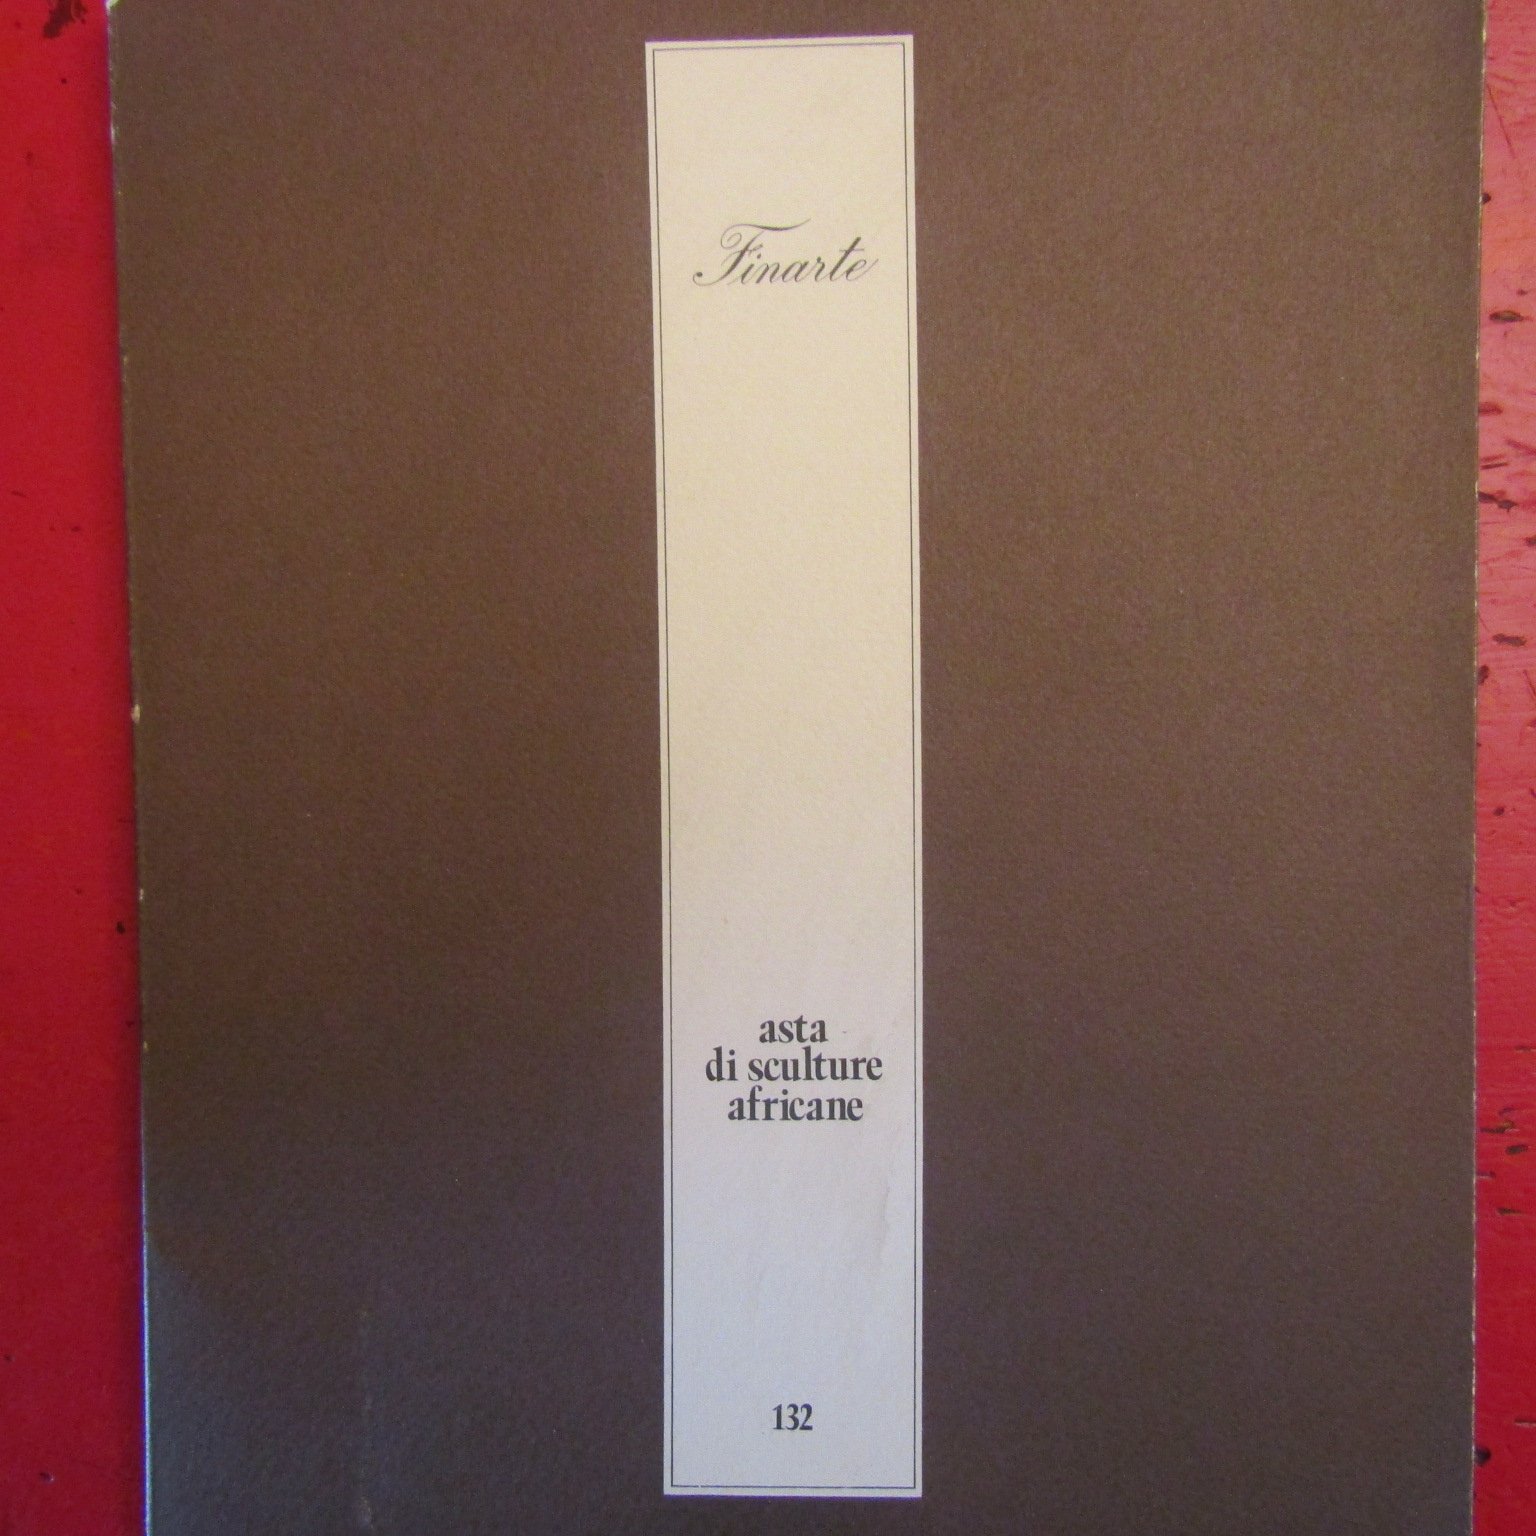 Finarte
asta
di sculture
africane
132